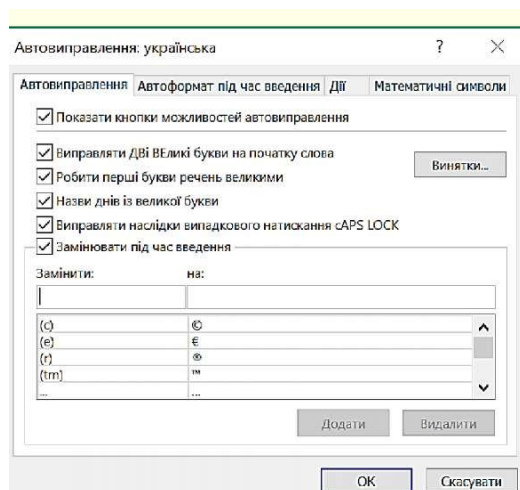 Автовиправлення: українська ? ×
Автовиправлення Автоформат під час введення Дії Математичні символи
Показати кнопки можливостей автовиправлення
Виправляти ДВі ВЕликі букви на початку слова
Винятки...
Робити перші букви речень великими
Назви днів із великої букви
Виправляти наслідки випадкового натискання cAPS LOCK
Замінювати під час введення
Замінити: на:
(c) ©
(e) €
(r) ®
(tm) ™
... ...
Додати Видалити
OK Скасувати